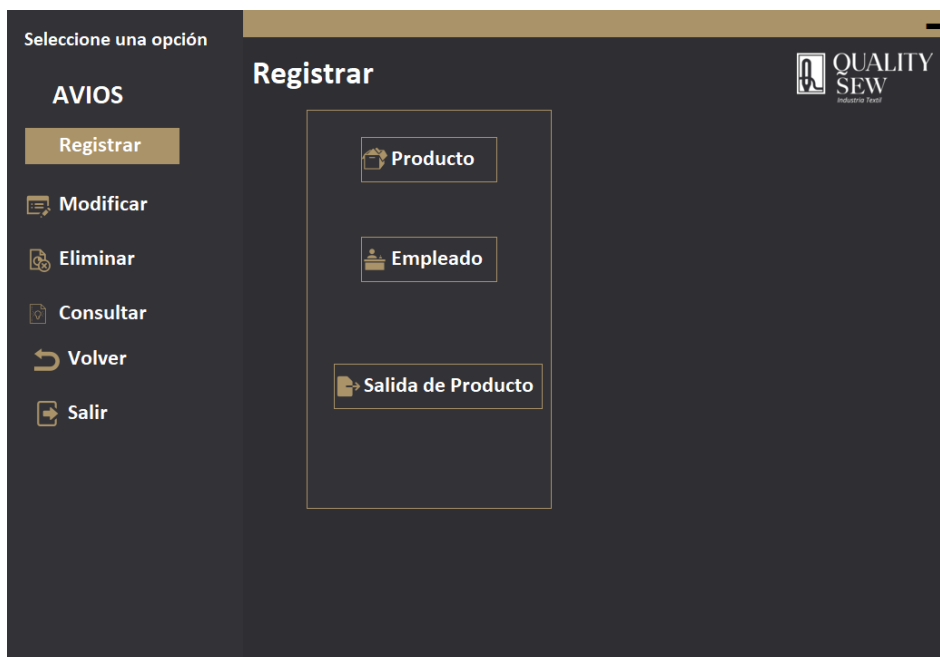 Seleccione una opción
AVIOS
Registrar
Modificar
Eliminar
Consultar
Volver
Salir
Registrar
QUALITY
SEW
Industria Textil
Producto
Empleado
Salida de Producto